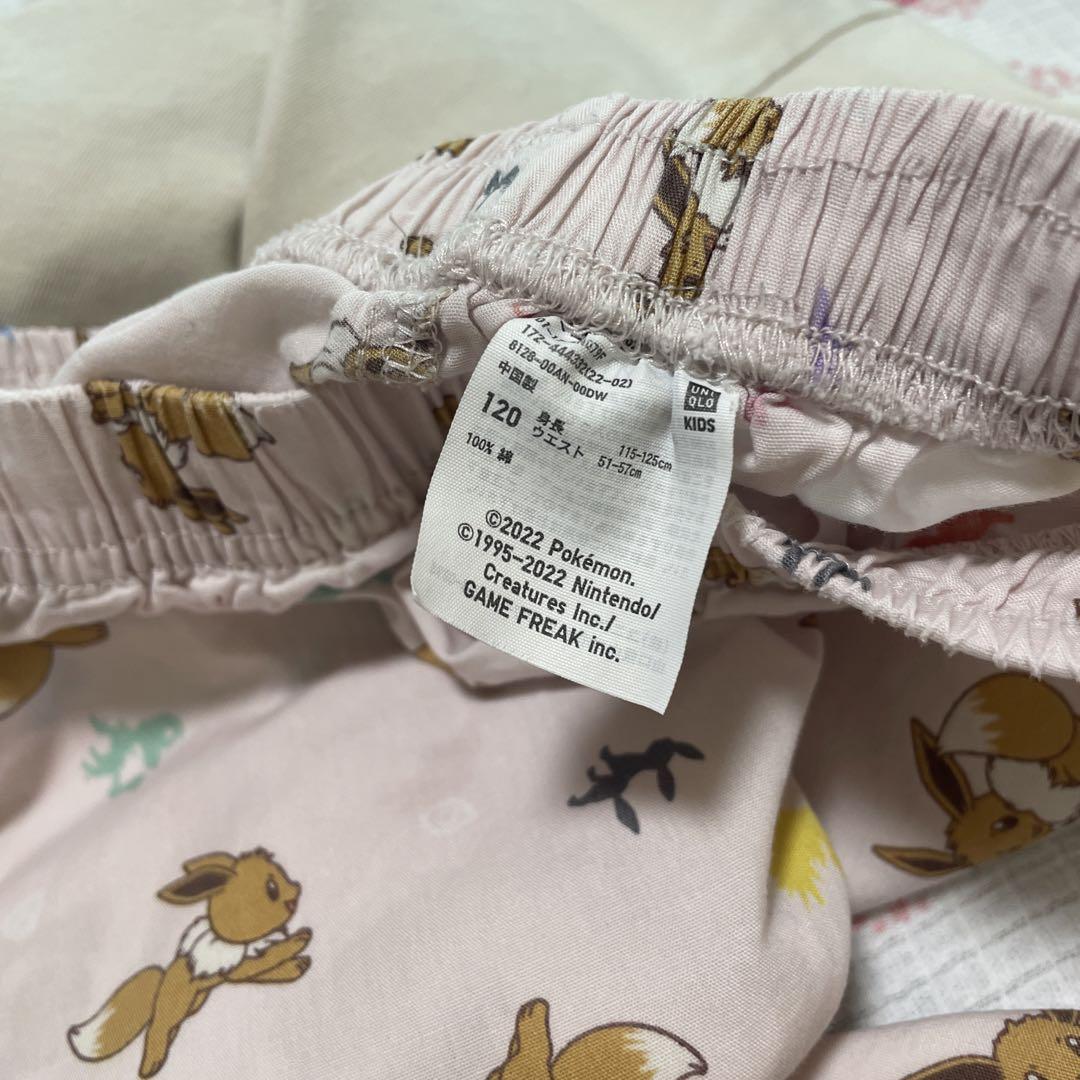 172-444332(22-02)
8128-00AN-00DW
中国製
120 身長 115-125cm
ウエスト 51-57cm
100% 綿
UNI
QLO
KIDS
©2022 Pokémon.
©1995-2022 Nintendo/
Creatures Inc./
GAME FREAK inc.